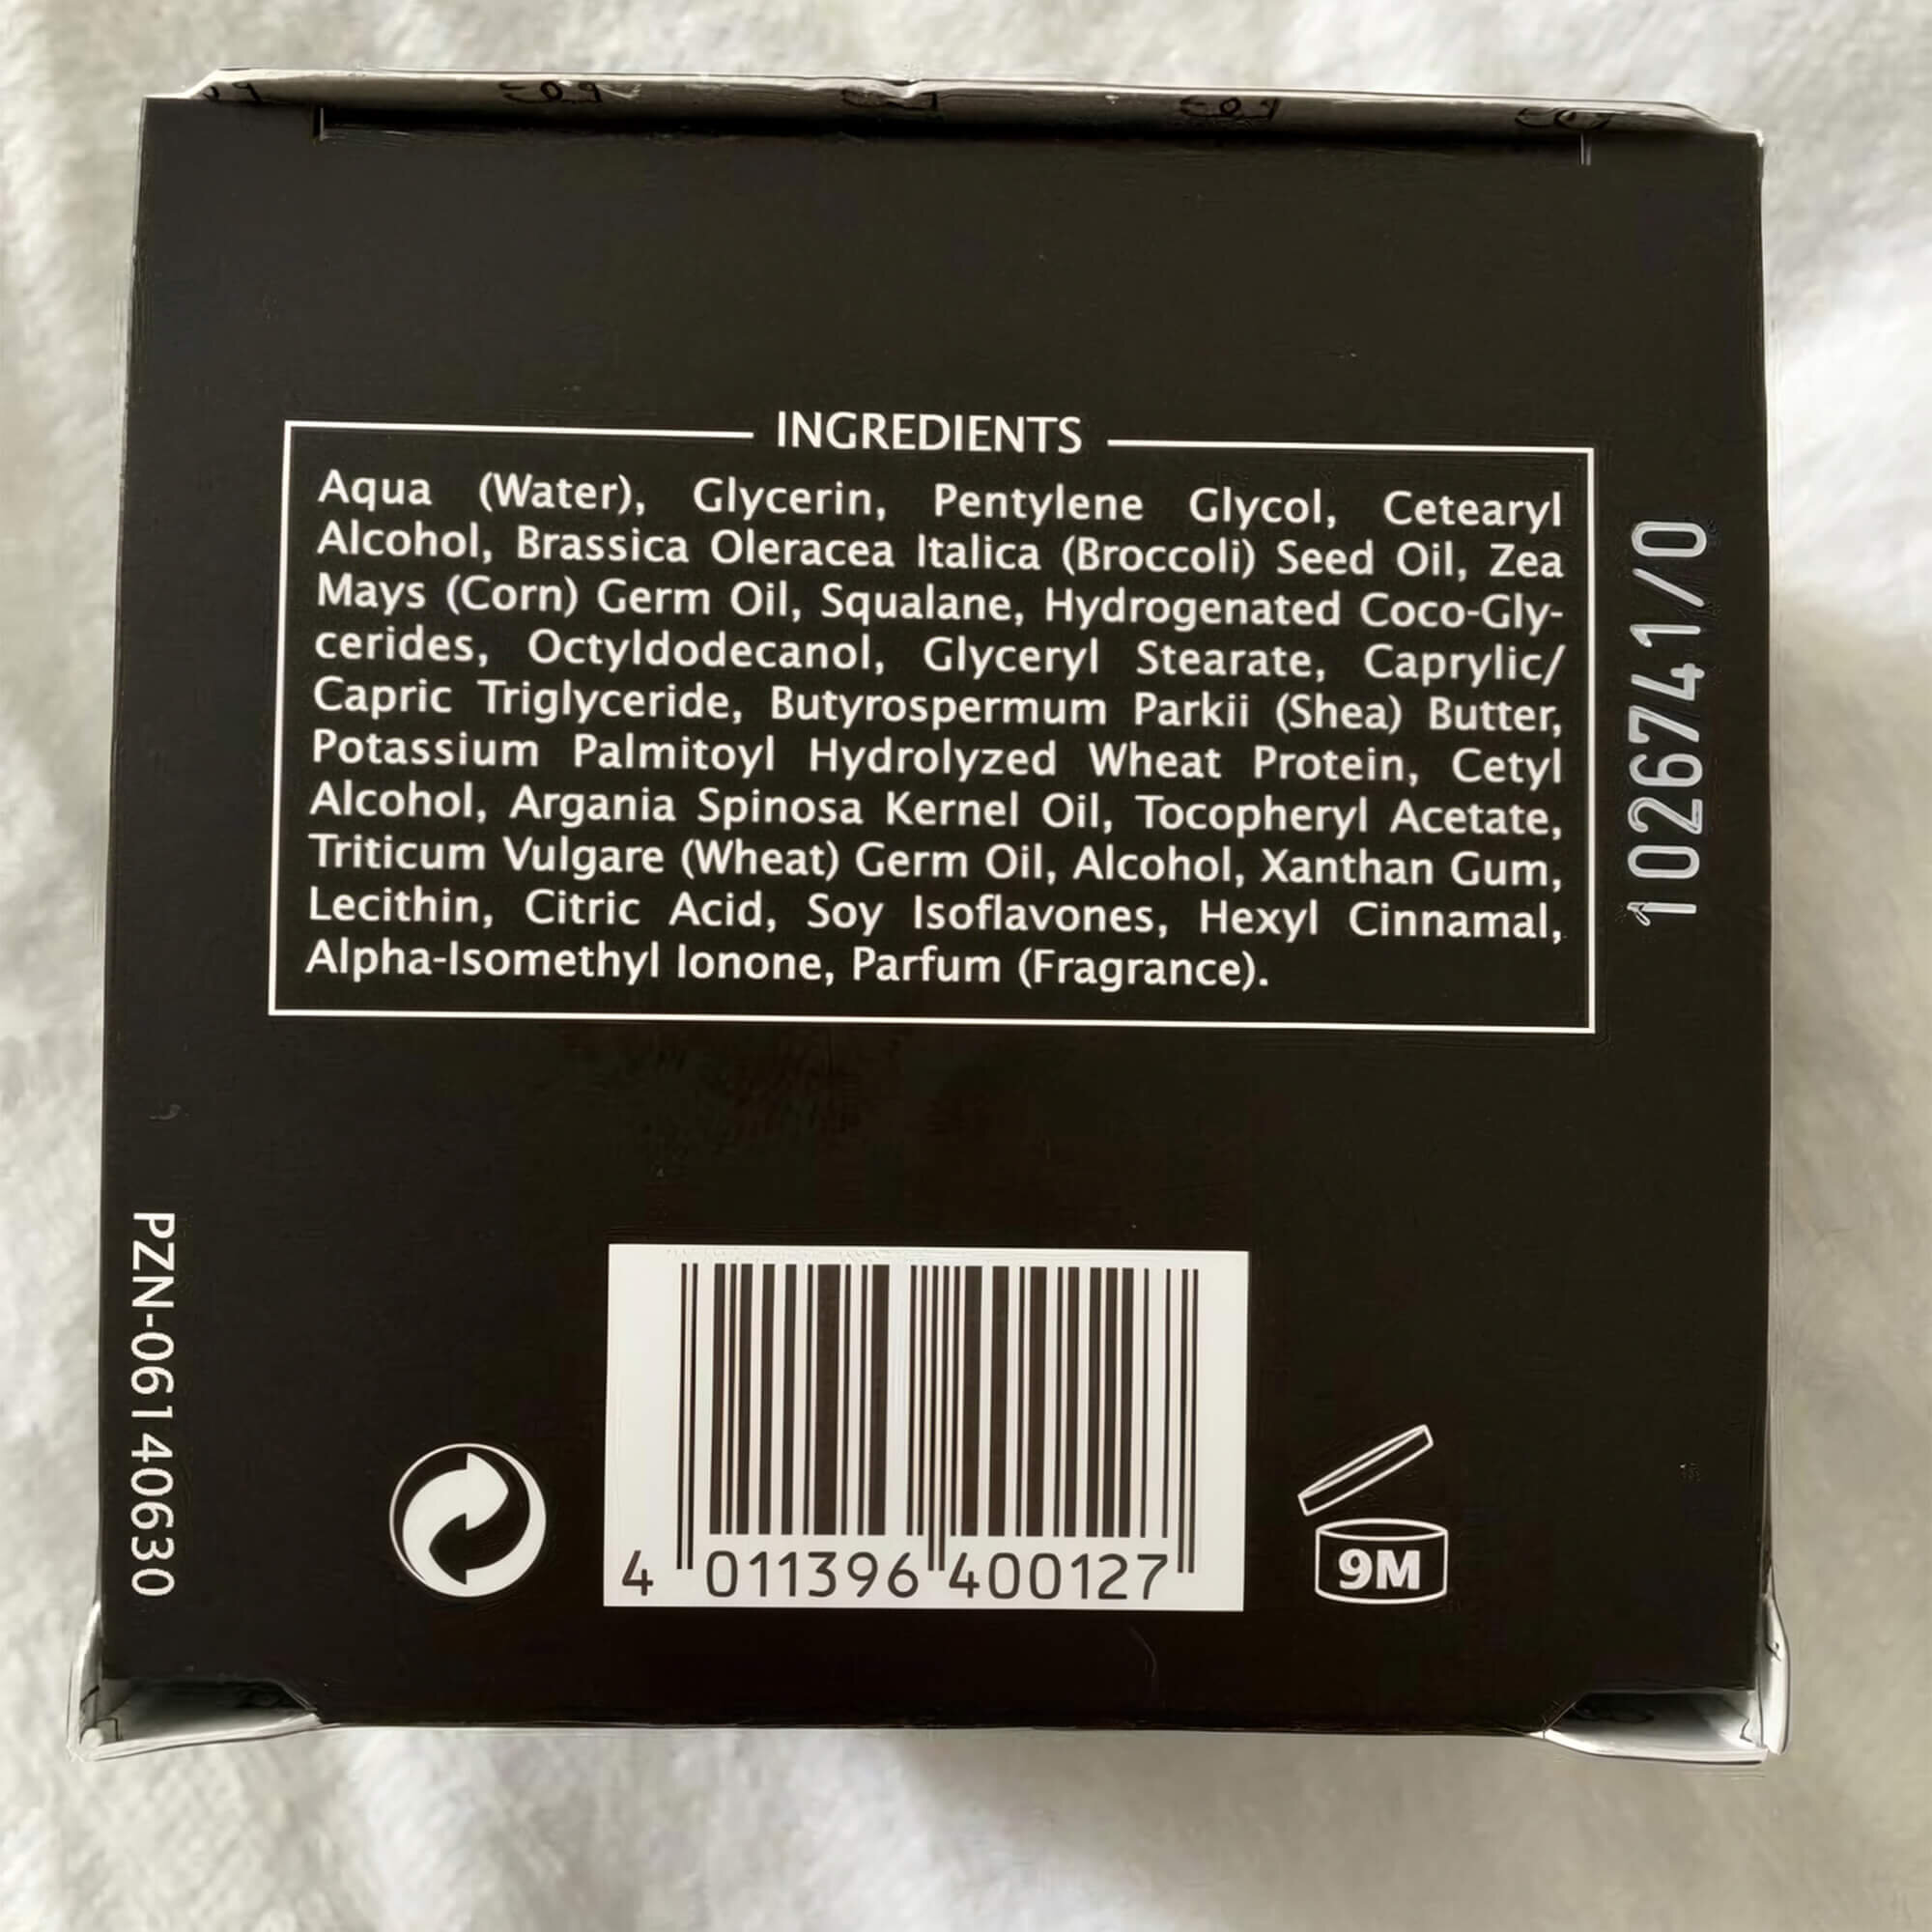 INGREDIENTS
Aqua (Water), Glycerin, Pentylene Glycol, Cetearyl
Alcohol, Brassica Oleracea Italica (Broccoli) Seed Oil, Zea
Mays (Corn) Germ Oil, Squalane, Hydrogenated Coco-Gly-
cerides, Octyldodecanol, Glyceryl Stearate, Caprylic/
Capric Triglyceride, Butyrospermum Parkii (Shea) Butter,
Potassium Palmitoyl Hydrolyzed Wheat Protein, Cetyl
Alcohol, Argania Spinosa Kernel Oil, Tocopheryl Acetate,
Triticum Vulgare (Wheat) Germ Oil, Alcohol, Xanthan Gum,
Lecithin, Citric Acid, Soy Isoflavones, Hexyl Cinnamal,
Alpha-Isomethyl Ionone, Parfum (Fragrance).
1026741/0
PZN-06140630
4 011396 400127
9M